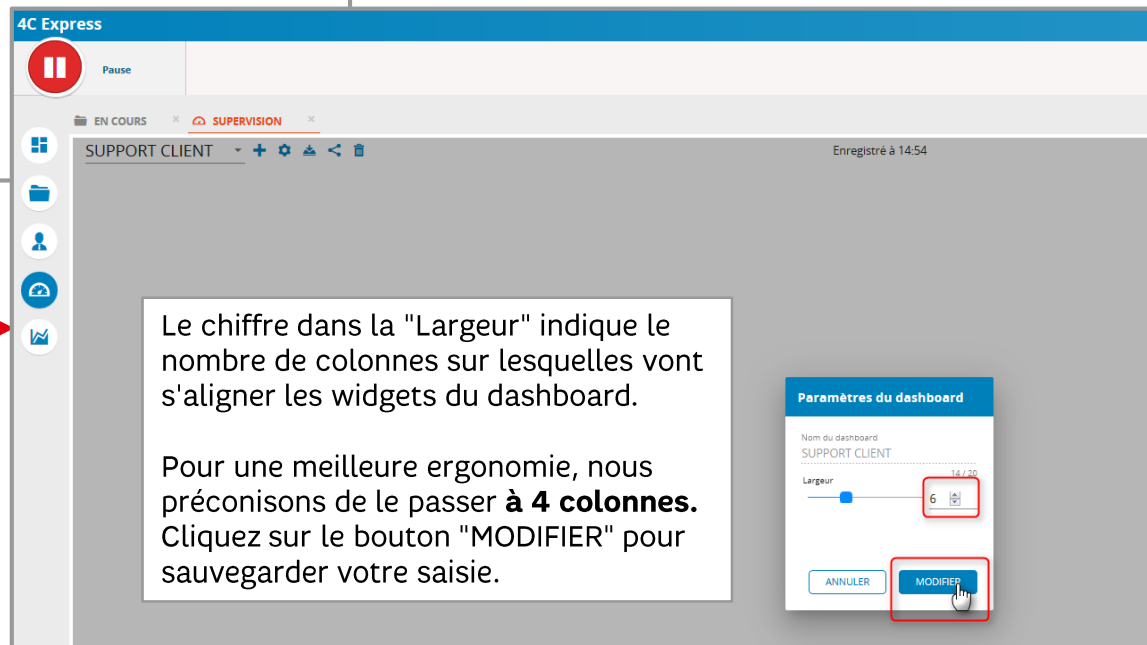 4C Express
Pause
EN COURS × SUPERVISION ×
SUPPORT CLIENT
Enregistré à 14:54
Le chiffre dans la "Largeur" indique le
nombre de colonnes sur lesquelles vont
s'aligner les widgets du dashboard.
Pour une meilleure ergonomie, nous
préconisons de le passer à 4 colonnes.
Cliquez sur le bouton "MODIFIER" pour
sauvegarder votre saisie.
Paramètres du dashboard
Nom du dashboard
SUPPORT CLIENT
14 / 20
Largeur
6
ANNULER
MODIFIER